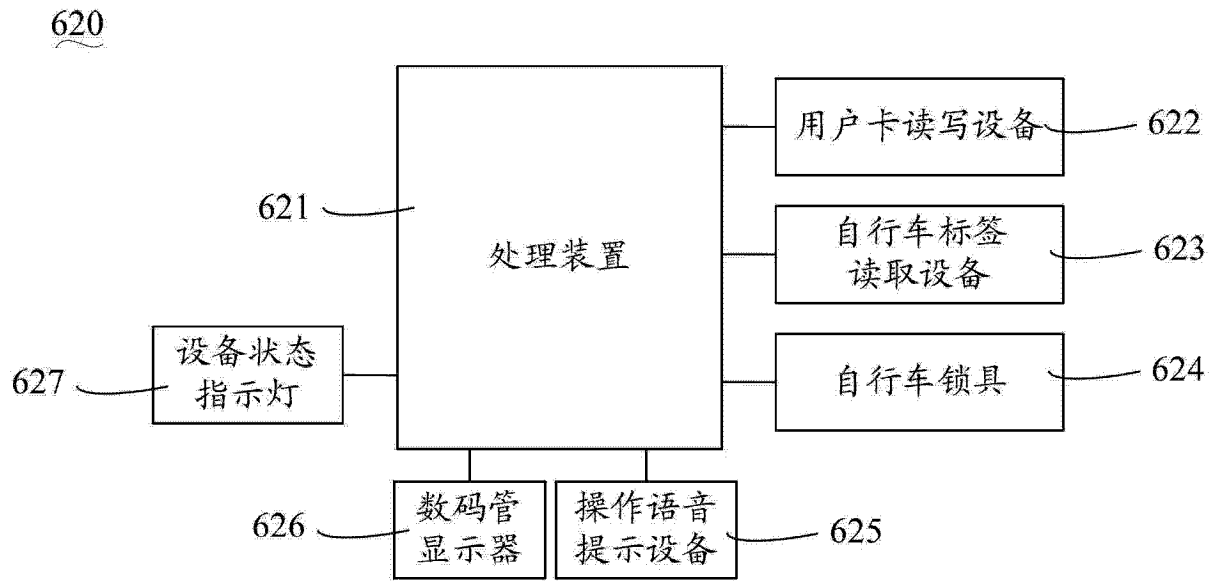 620
用户卡读写设备
622
621
处理装置
自行车标签
读取设备
623
设备状态
指示灯
627
自行车锁具
624
数码管
显示器
626
操作语音
提示设备
625